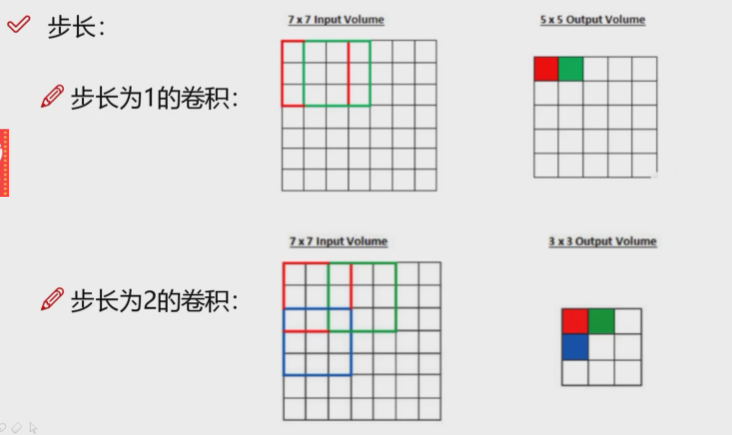 步长：
7 x 7 Input Volume
5 x 5 Output Volume
步长为1的卷积：
7 x 7 Input Volume
3 x 3 Output Volume
步长为2的卷积：